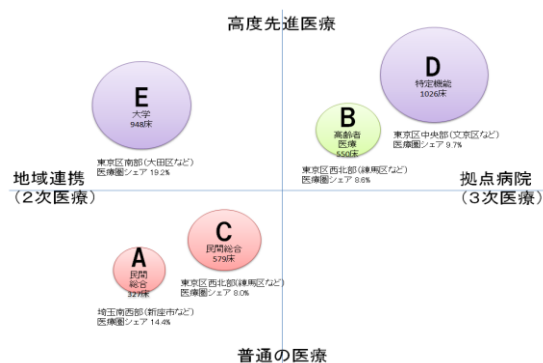 高度先進医療
D
特定機能
1026床
東京区中央部(文京区など)
医療圏シェア 9.7%
E
大学
948床
東京区南部(大田区など)
医療圏シェア 19.2%
B
高齢者
医療
550床
東京区西北部(練馬区など)
医療圏シェア 8.6%
地域連携
(2次医療)
拠点病院
(3次医療)
C
民間総合
579床
東京区西北部(練馬区など)
医療圏シェア 8.0%
A
民間
総合
327床
埼玉南西部(新座市など)
医療圏シェア 14.4%
普通の医療